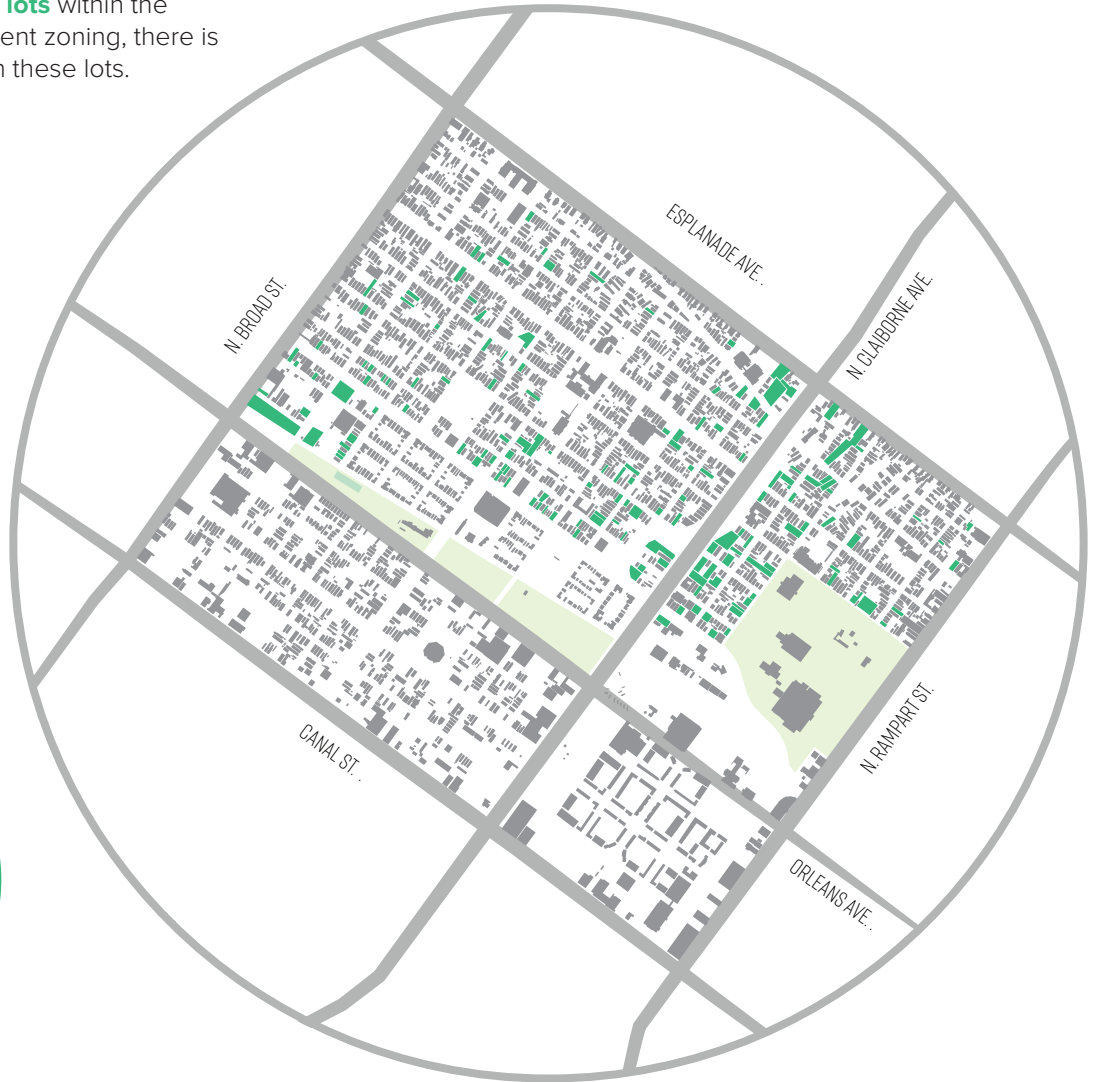 lots within the
ent zoning, there is
these lots.
ESPLANADE AVE. .
N. CLAIBORNE AVE.
N. BROAD ST.
N. RAMPART ST.
CANAL ST. .
ORLEANS AVE. .